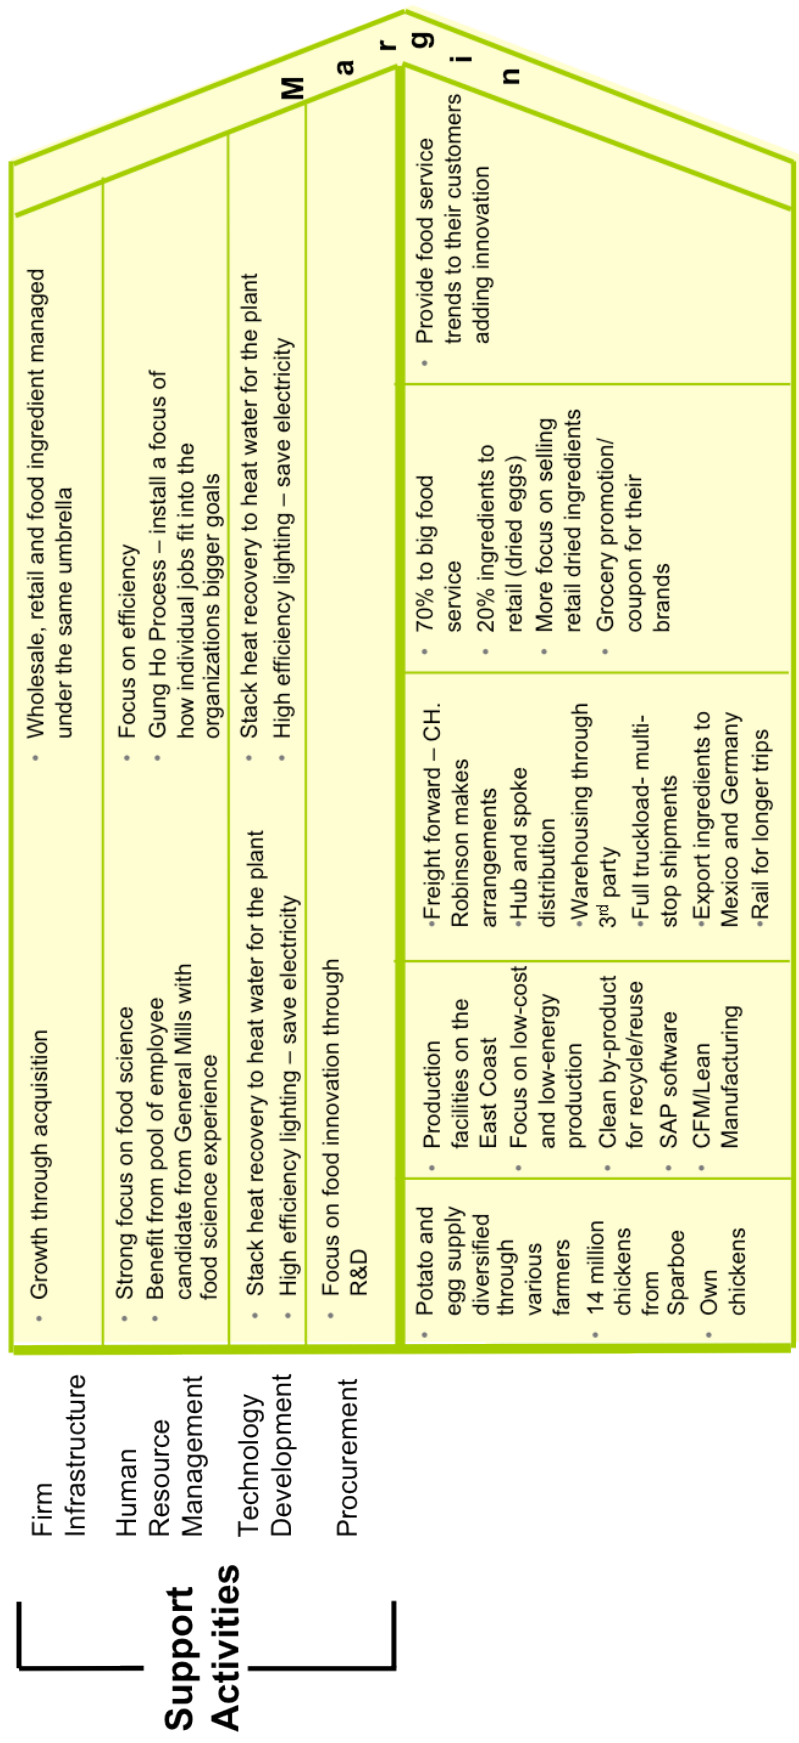 Support
Activities
Firm
Infrastructure
• Growth through acquisition
• Wholesale, retail and food ingredient managed
under the same umbrella
Human
Resource
Management
• Strong focus on food science
• Benefit from pool of employee
candidate from General Mills with
food science experience
• Focus on efficiency
• Gung Ho Process – install a focus of
how individual jobs fit into the
organizations bigger goals
Technology
Development
• Stack heat recovery to heat water for the plant
• High efficiency lighting – save electricity
• Stack heat recovery to heat water for the plant
• High efficiency lighting – save electricity
Procurement
• Focus on food innovation through
R&D
• Potato and
egg supply
diversified
through
various
farmers
• 14 million
chickens
from
Sparboe
• Own
chickens
• Production
facilities on the
East Coast
• Focus on low-cost
and low-energy
production
• Clean by-product
for recycle/reuse
• SAP software
• CFM/Lean
Manufacturing
•Freight forward – CH.
Robinson makes
arrangements
•Hub and spoke
distribution
•Warehousing through
3rd party
•Full truckload- multi-
stop shipments
•Export ingredients to
Mexico and Germany
•Rail for longer trips
• 70% to big food
service
• 20% ingredients to
retail (dried eggs)
• More focus on selling
retail dried ingredients
• Grocery promotion/
coupon for their
brands
• Provide food service
trends to their customers
adding innovation
Margin